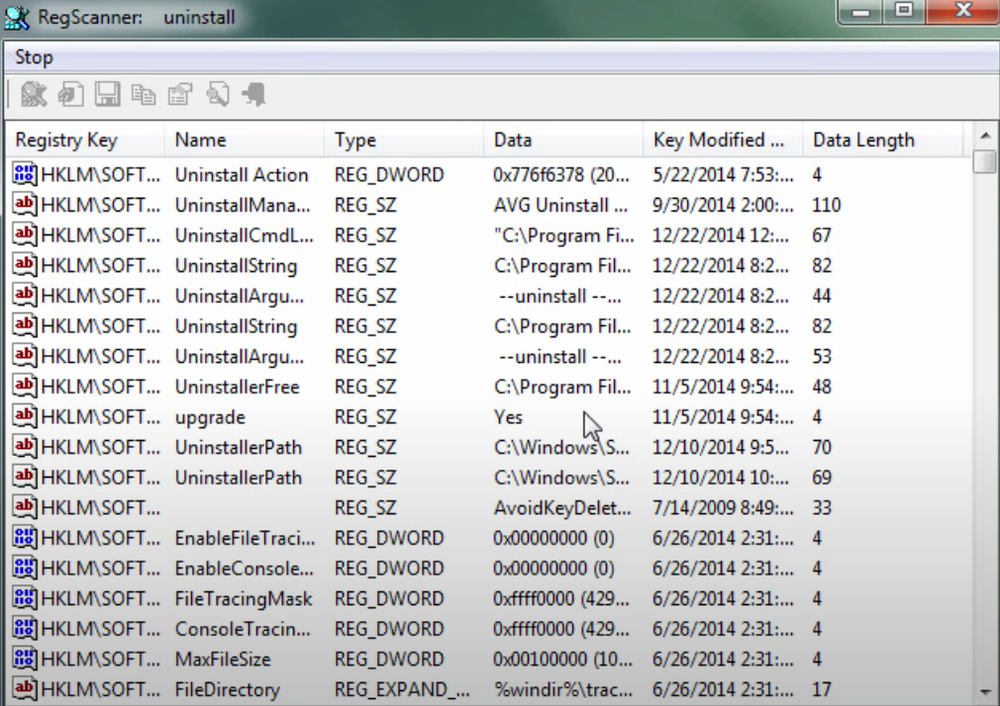 RegScanner: uninstall
Stop
Registry Key Name Type Data Key Modified ... Data Length
HKLM\SOFT... Uninstall Action REG_DWORD 0x776f6378 (20... 5/22/2014 7:53:... 4
HKLM\SOFT... UninstallMana... REG_SZ AVG Uninstall ... 9/30/2014 2:00:... 110
HKLM\SOFT... UninstallCmdL... REG_SZ "C:\Program Fi... 12/22/2014 12:... 67
HKLM\SOFT... UninstallString REG_SZ C:\Program Fil... 12/22/2014 8:2... 82
HKLM\SOFT... UninstallArgu... REG_SZ --uninstall --... 12/22/2014 8:2... 44
HKLM\SOFT... UninstallString REG_SZ C:\Program Fil... 12/22/2014 8:2... 82
HKLM\SOFT... UninstallArgu... REG_SZ --uninstall --... 12/22/2014 8:2... 53
HKLM\SOFT... UninstallerFree REG_SZ C:\Program Fil... 11/5/2014 9:54:... 48
HKLM\SOFT... upgrade REG_SZ Yes 11/5/2014 9:54:... 4
HKLM\SOFT... UninstallerPath REG_SZ C:\Windows\S... 12/10/2014 9:5... 70
HKLM\SOFT... UninstallerPath REG_SZ C:\Windows\S... 12/10/2014 10:... 69
HKLM\SOFT... REG_SZ AvoidKeyDelet... 7/14/2009 8:49:... 33
HKLM\SOFT... EnableFileTraci... REG_DWORD 0x00000000 (0) 6/26/2014 2:31:... 4
HKLM\SOFT... EnableConsole... REG_DWORD 0x00000000 (0) 6/26/2014 2:31:... 4
HKLM\SOFT... FileTracingMask REG_DWORD 0xffff0000 (429... 6/26/2014 2:31:... 4
HKLM\SOFT... ConsoleTracin... REG_DWORD 0xffff0000 (429... 6/26/2014 2:31:... 4
HKLM\SOFT... MaxFileSize REG_DWORD 0x00100000 (10... 6/26/2014 2:31:... 4
HKLM\SOFT... FileDirectory REG_EXPAND_... %windir%\trac... 6/26/2014 2:31:... 17